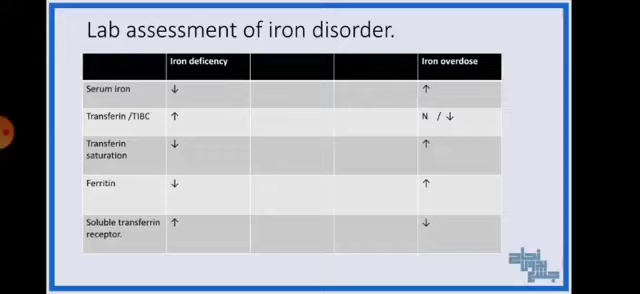 Lab assessment of iron disorder.
Iron deficency Iron overdose
Serum iron ↓ ↑
Transferin /TIBC ↑ N / ↓
Transferin
saturation ↓ ↑
Ferritin ↓ ↑
Soluble transferrin
receptor. ↑ ↓